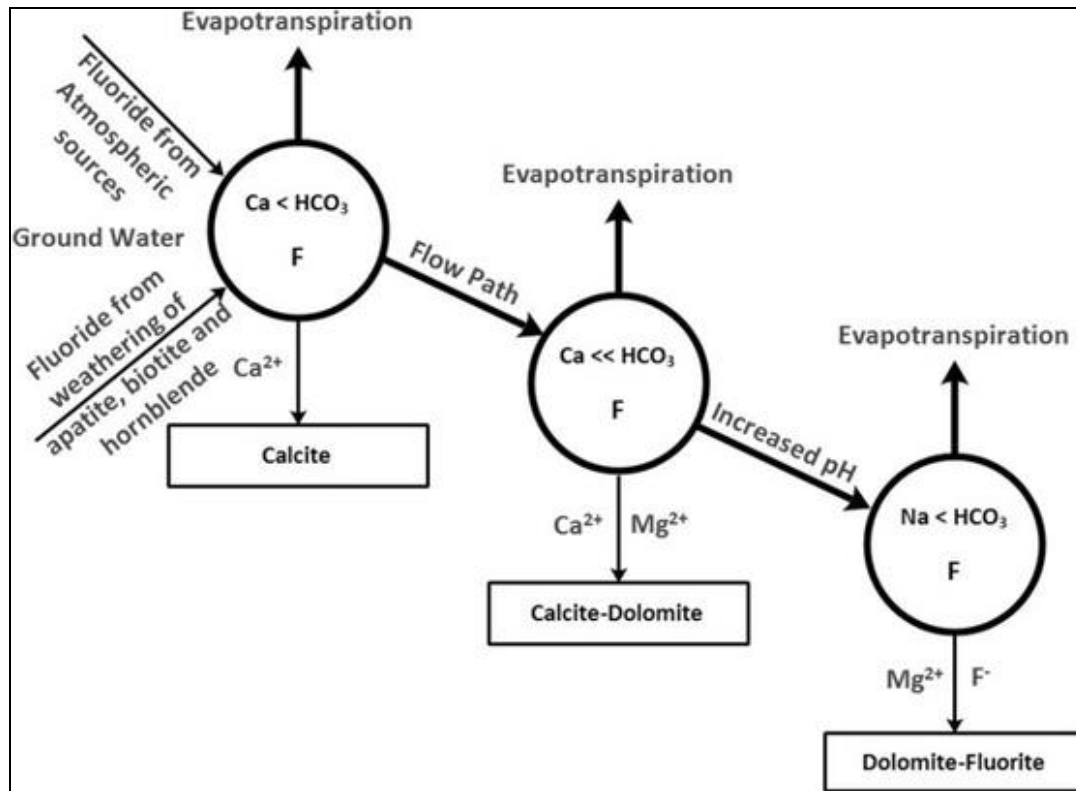 Evapotranspiration
Fluoride from
Atmospheric
sources
Ca < HCO₃
F
Ground Water
Fluoride from
weathering of
apatite, biotite and
hornblende
Ca²⁺
Calcite
Flow Path
Evapotranspiration
Ca << HCO₃
F
Ca²⁺ Mg²⁺
Calcite-Dolomite
Increased pH
Evapotranspiration
Na < HCO₃
F
Mg²⁺ F⁻
Dolomite-Fluorite